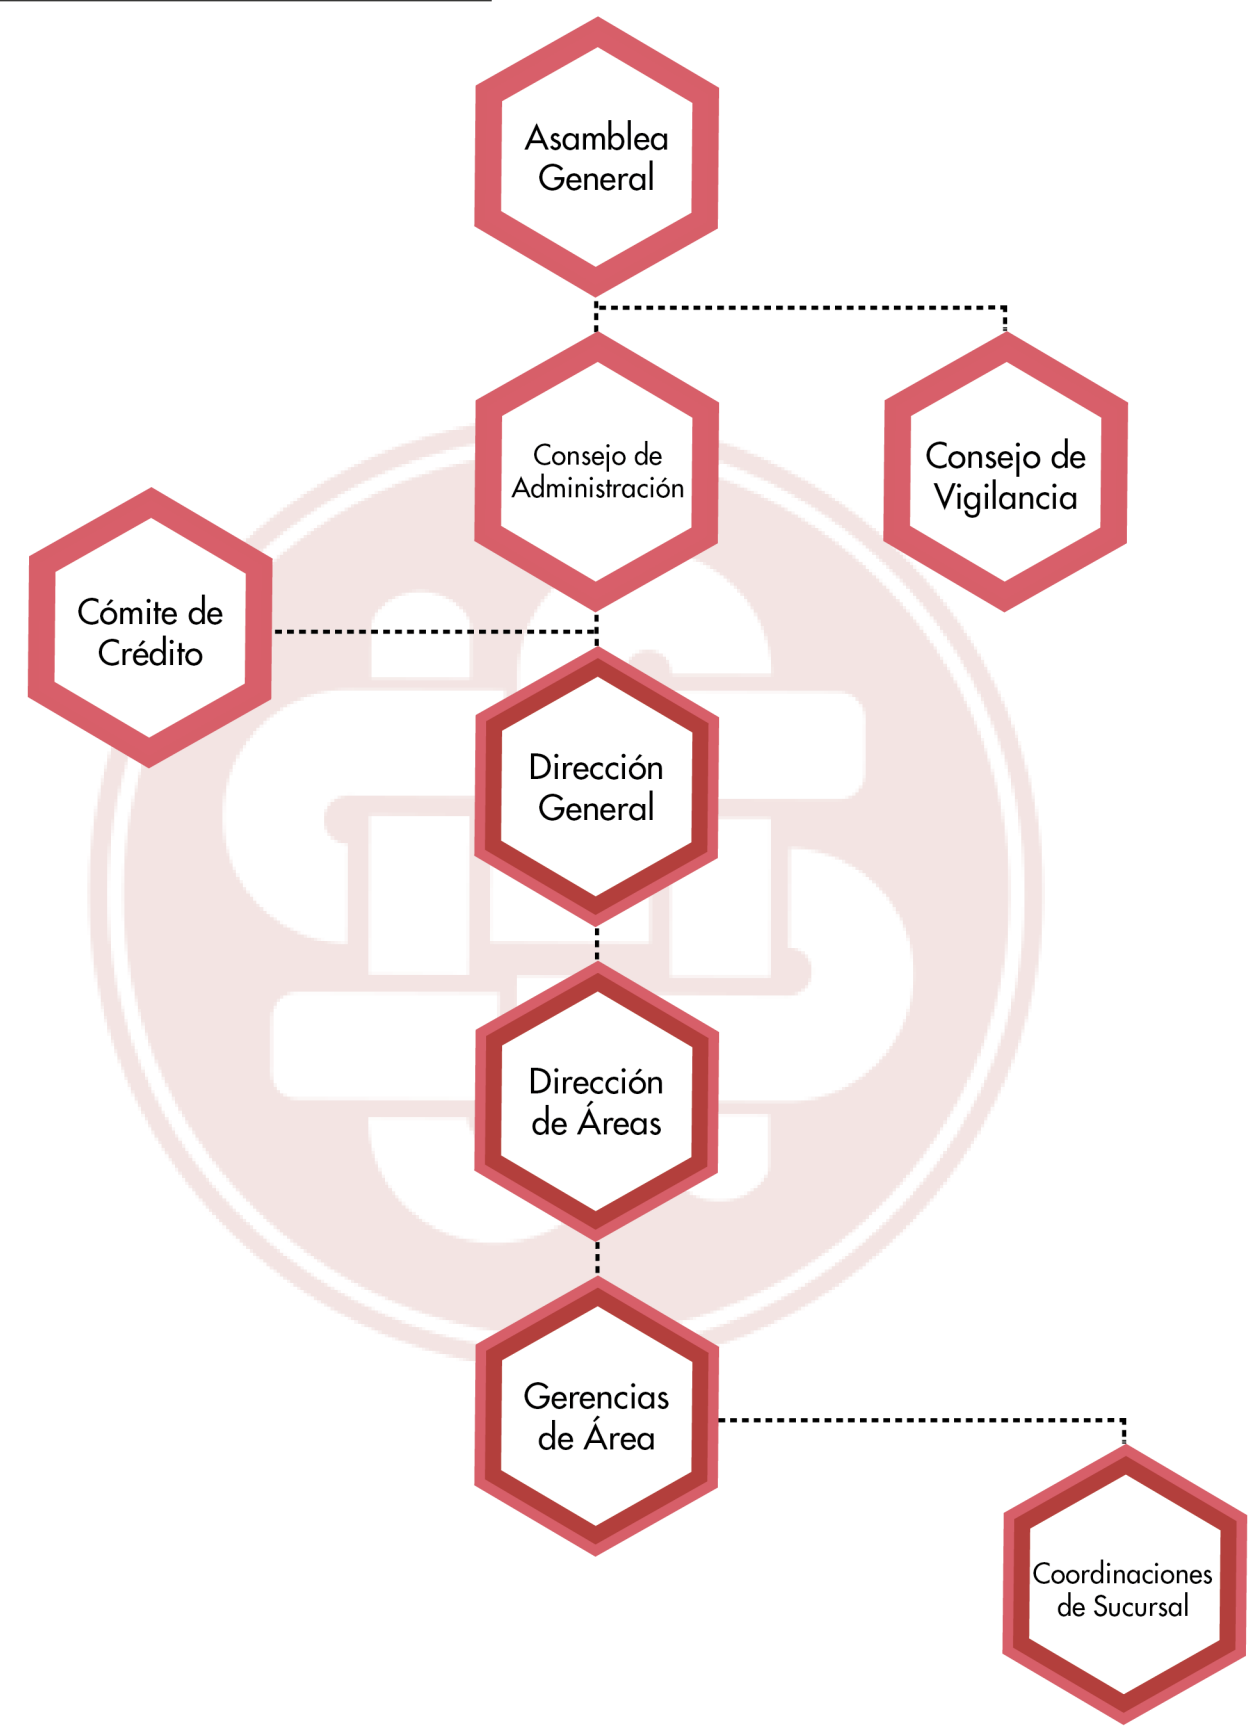 Asamblea
General
Consejo de
Administración
Consejo de
Vigilancia
Cómite de
Crédito
Dirección
General
Dirección
de Áreas
Gerencias
de Área
Coordinaciones
de Sucursal